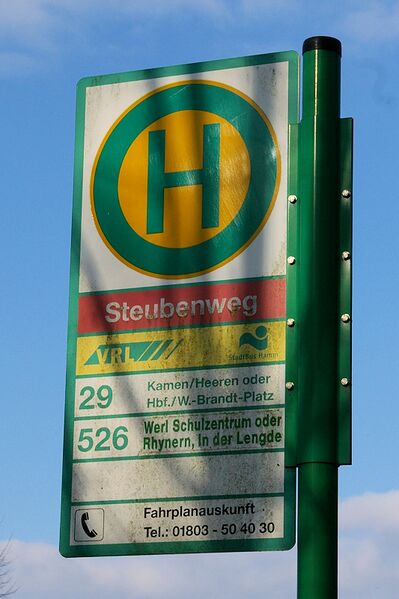 H
Steubenweg
VRL
Stadtbus Hamm
29
Kamen/Heeren oder
Hbf./W.-Brandt-Platz
526
Werl Schulzentrum oder
Rhynern, In der Lengde
Fahrplanauskunft
Tel.: 01803 - 50 40 30